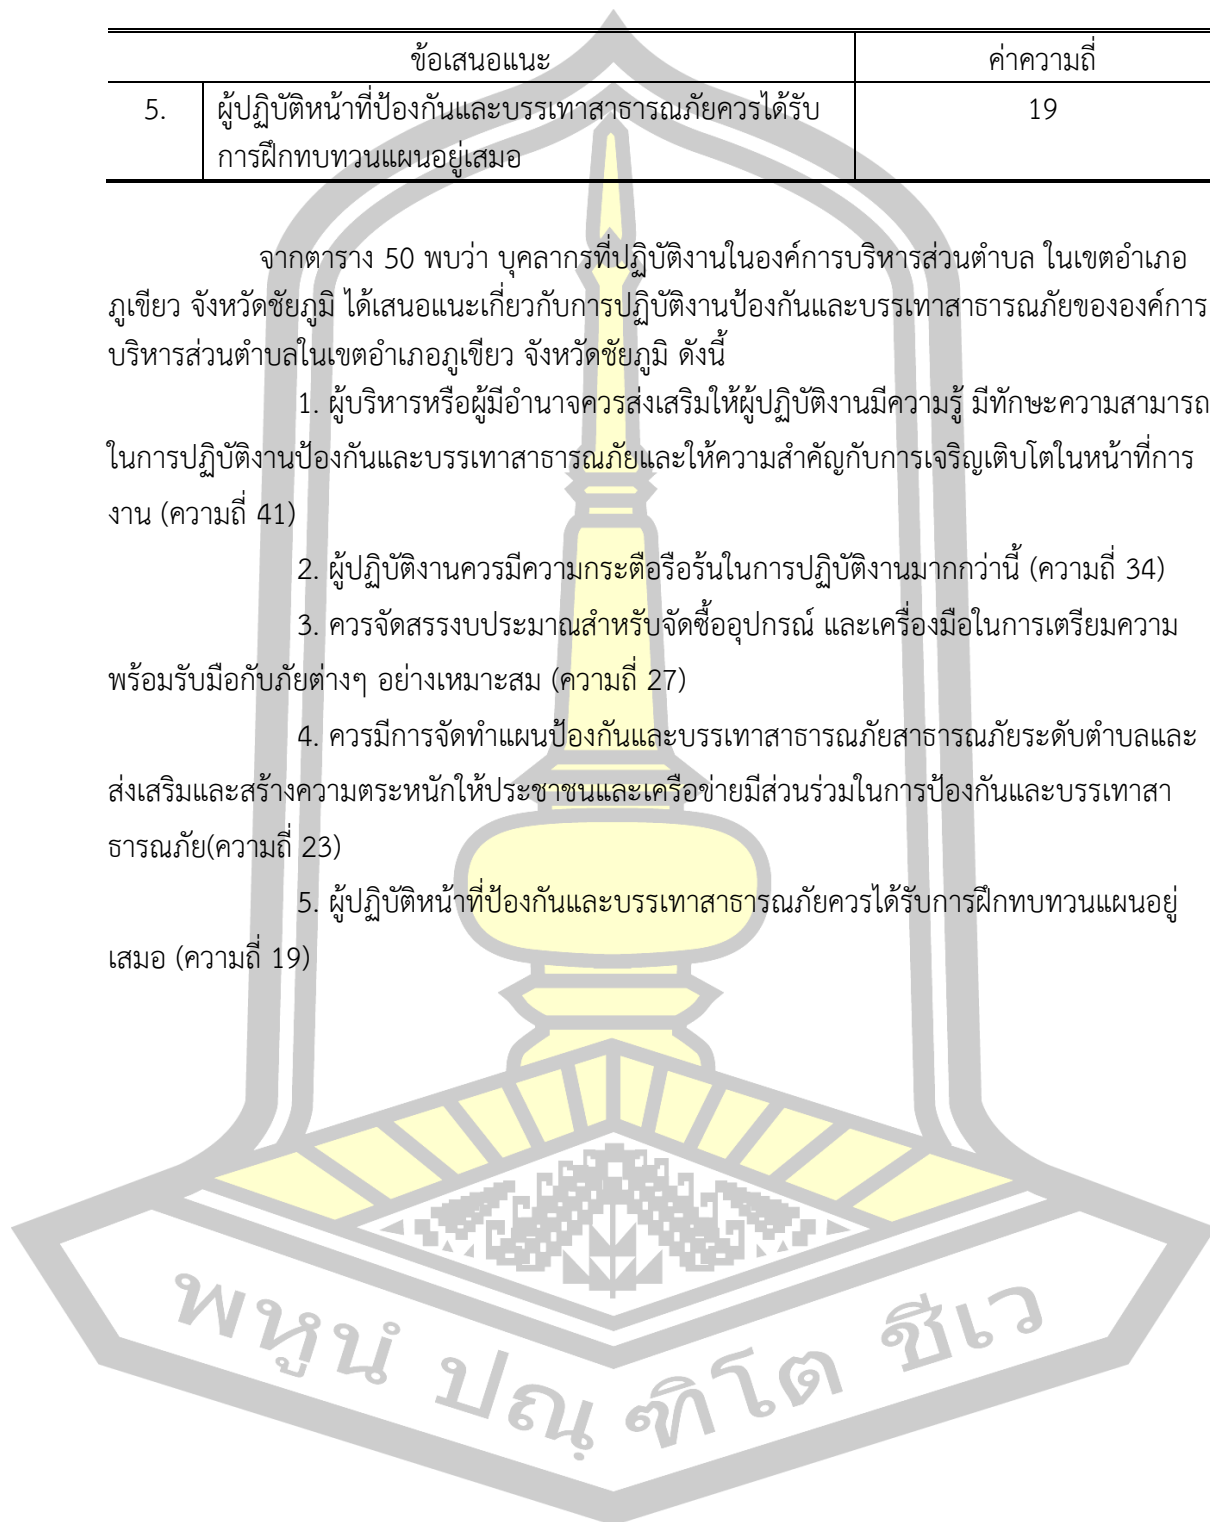 ข้อเสนอแนะ ค่าความถี่
5. ผู้ปฏิบัติหน้าที่ป้องกันและบรรเทาสาธารณภัยควรได้รับ 19
การฝึกทบทวนแผนอยู่เสมอ
จากตาราง 50 พบว่า บุคลากรที่ปฏิบัติงานในองค์การบริหารส่วนตำบล ในเขตอำเภอ
ภูเขียว จังหวัดชัยภูมิ ได้เสนอแนะเกี่ยวกับการปฏิบัติงานป้องกันและบรรเทาสาธารณภัยขององค์การ
บริหารส่วนตำบลในเขตอำเภอภูเขียว จังหวัดชัยภูมิ ดังนี้
1. ผู้บริหารหรือผู้มีอำนาจควรส่งเสริมให้ผู้ปฏิบัติงานมีความรู้ มีทักษะความสามารถ
ในการปฏิบัติงานป้องกันและบรรเทาสาธารณภัยและให้ความสำคัญกับการเจริญเติบโตในหน้าที่การ
งาน (ความถี่ 41)
2. ผู้ปฏิบัติงานควรมีความกระตือรือร้นในการปฏิบัติงานมากกว่านี้ (ความถี่ 34)
3. ควรจัดสรรงบประมาณสำหรับจัดซื้ออุปกรณ์ และเครื่องมือในการเตรียมความ
พร้อมรับมือกับภัยต่างๆ อย่างเหมาะสม (ความถี่ 27)
4. ควรมีการจัดทำแผนป้องกันและบรรเทาสาธารณภัยสาธารณภัยระดับตำบลและ
ส่งเสริมและสร้างความตระหนักให้ประชาชนและเครือข่ายมีส่วนร่วมในการป้องกันและบรรเทาสา
ธารณภัย(ความถี่ 23)
5. ผู้ปฏิบัติหน้าที่ป้องกันและบรรเทาสาธารณภัยควรได้รับการฝึกทบทวนแผนอยู่
เสมอ (ความถี่ 19)
พหูนํ ปณฺฑิโต ชีเว